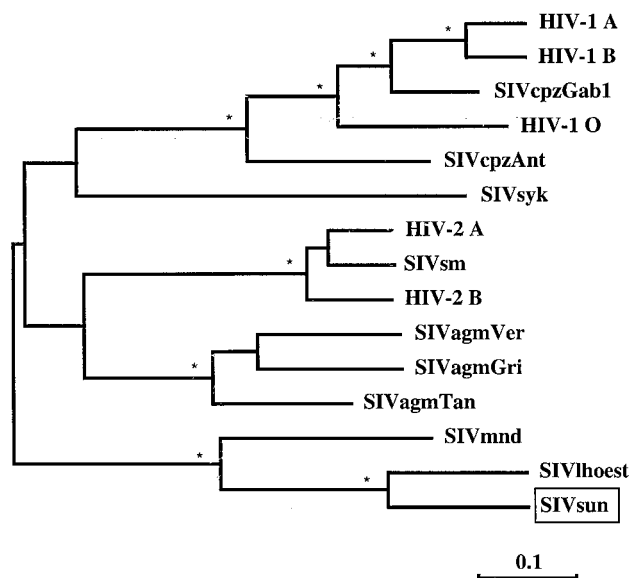 HIV-1 A
*
HIV-1 B
*
SIVcpzGab1
*
HIV-1 O
*
SIVcpzAnt
SIVsyk
HiV-2 A
*
SIVsm
HIV-2 B
SIVagmVer
*
SIVagmGri
SIVagmTan
SIVmnd
*
SIVlhoest
*
SIVsun
0.1